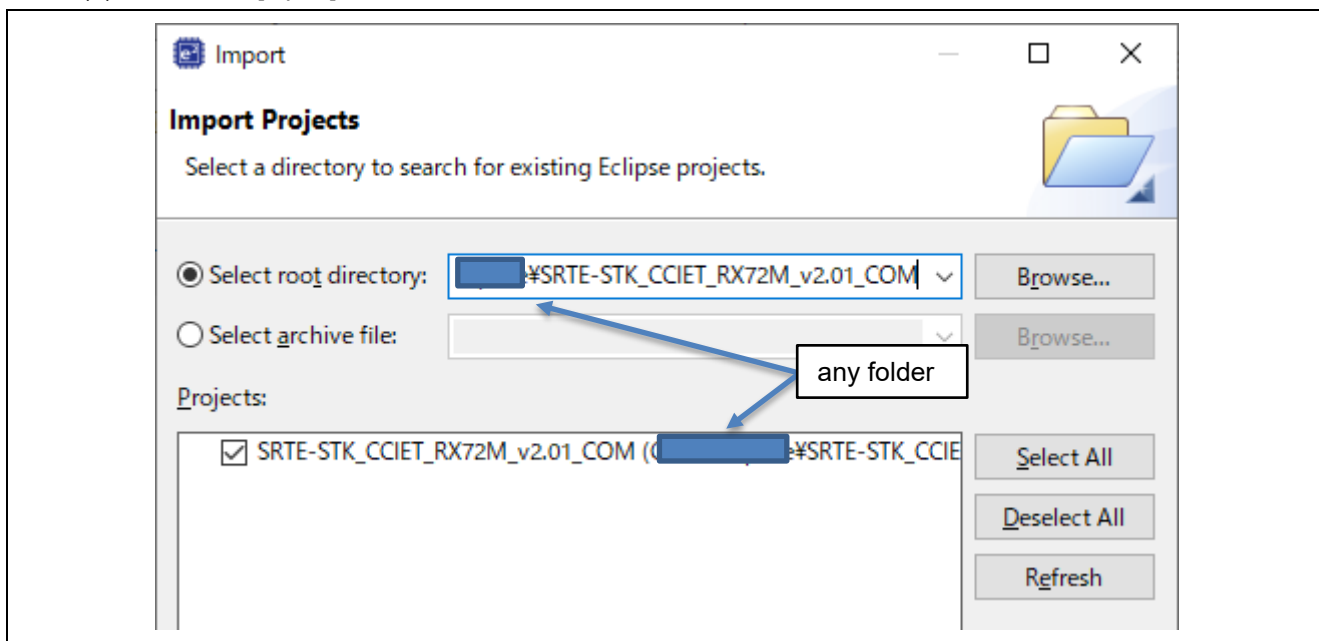 Import
Import Projects
Select a directory to search for existing Eclipse projects.
Select root directory: ¥SRTE-STK_CCIET_RX72M_v2.01_COM Browse...
Select archive file: Browse...
any folder
Projects:
SRTE-STK_CCIET_RX72M_v2.01_COM ( ¥SRTE-STK_CCIE
Select All
Deselect All
Refresh